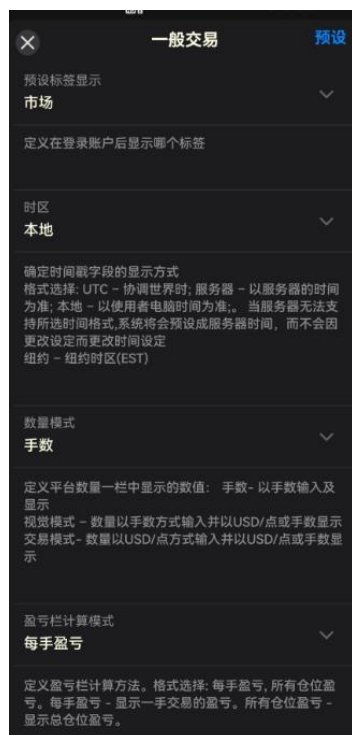 一般交易
预设
预设标签显示
市场
定义在登录账户后显示哪个标签
时区
本地
确定时间戳字段的显示方式
格式选择: UTC – 协调世界时; 服务器 – 以服务器的时间
为准; 本地 – 以使用者电脑时间为准;。 当服务器无法支
持所选时间格式,系统将会预设成服务器时间，而不会因
更改设定而更改时间设定
纽约 – 纽约时区(EST)
数量模式
手数
定义平台数量一栏中显示的数值： 手数- 以手数输入及
显示
视觉模式 – 数量以手数方式输入并以USD/点或手数显示
交易模式– 数量以USD/点方式输入并以USD/点或手数显
示
盈亏栏计算模式
每手盈亏
定义盈亏栏计算方法。格式选择: 每手盈亏, 所有仓位盈
亏。每手盈亏 - 显示一手交易的盈亏。所有仓位盈亏 -
显示总仓位盈亏。